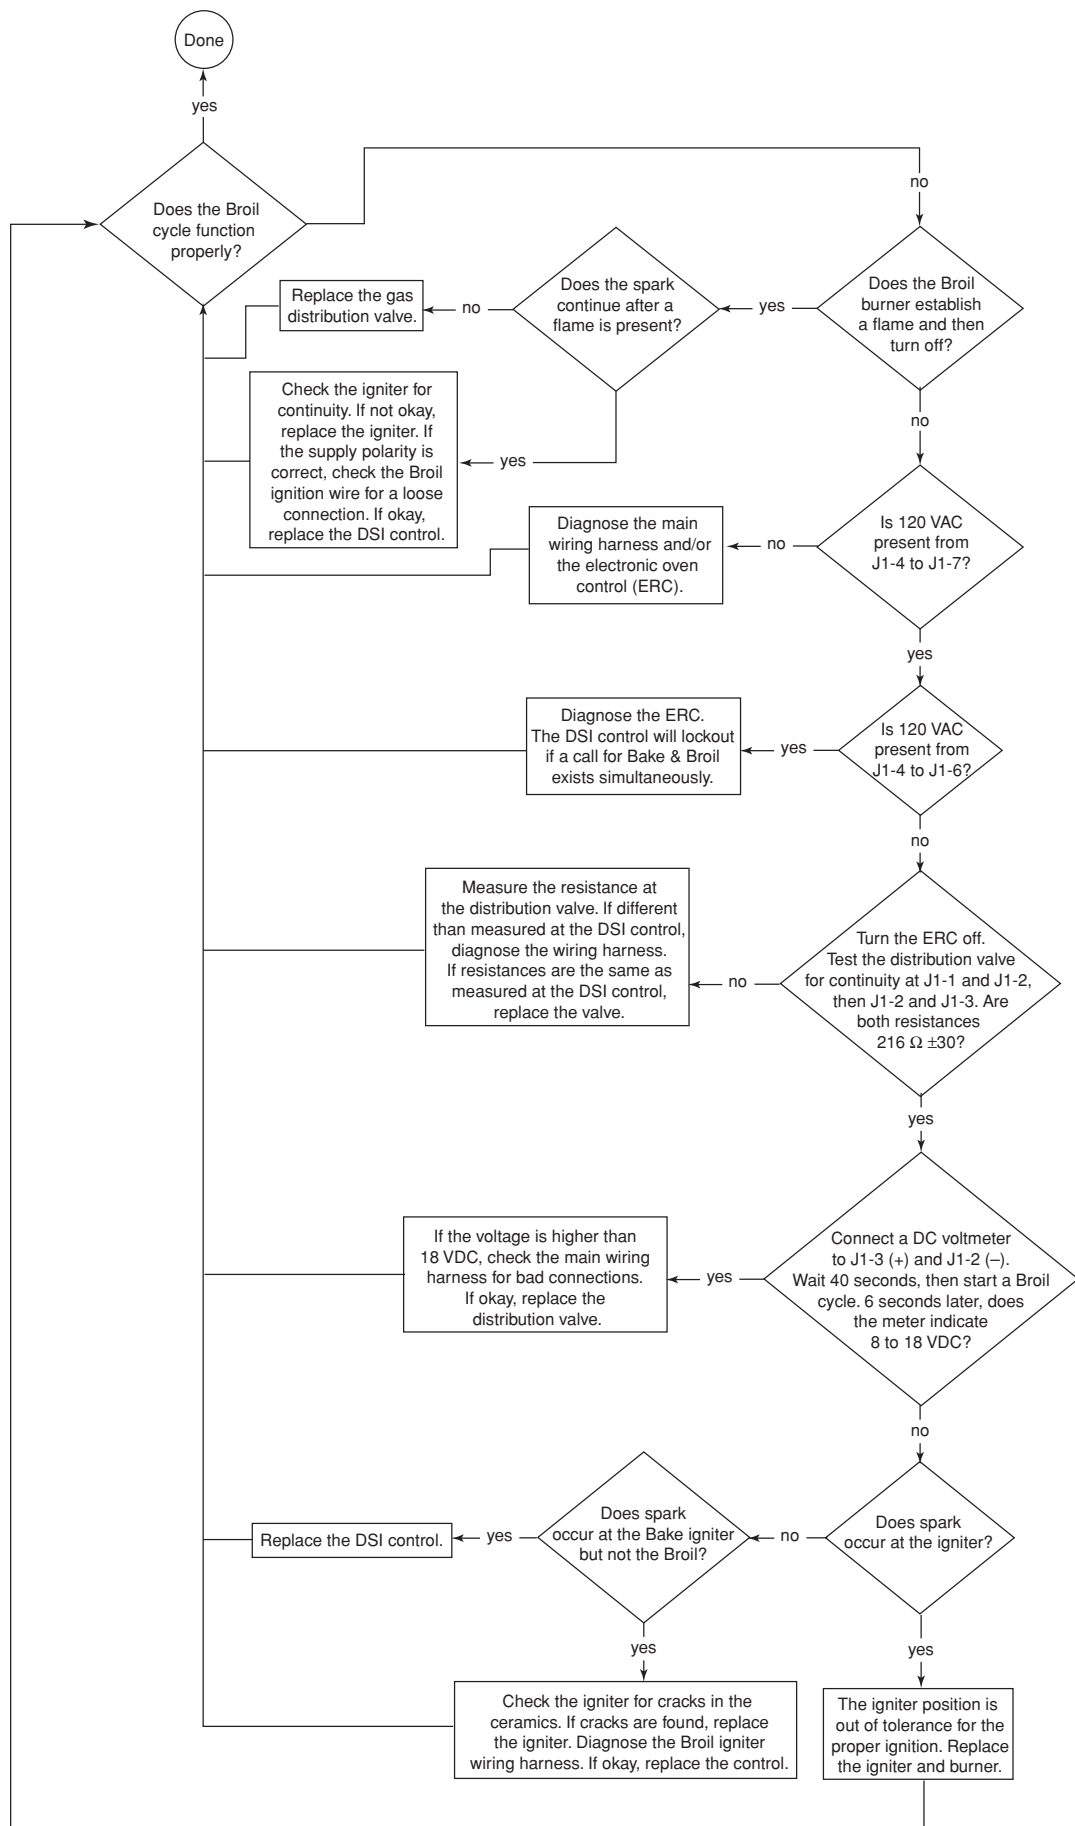 Done
yes
Does the Broil
cycle function
properly?
no
Does the Broil
burner establish
a flame and then
turn off?
yes
Does the spark
continue after a
flame is present?
no
Replace the gas
distribution valve.
yes
Check the igniter for
continuity. If not okay,
replace the igniter. If
the supply polarity is
correct, check the Broil
ignition wire for a loose
connection. If okay,
replace the DSI control.
no
Is 120 VAC
present from
J1-4 to J1-7?
no
Diagnose the main
wiring harness and/or
the electronic oven
control (ERC).
yes
Is 120 VAC
present from
J1-4 to J1-6?
yes
Diagnose the ERC.
The DSI control will lockout
if a call for Bake & Broil
exists simultaneously.
no
Turn the ERC off.
Test the distribution valve
for continuity at J1-1 and J1-2,
then J1-2 and J1-3. Are
both resistances
216 Ω ±30?
no
Measure the resistance at
the distribution valve. If different
than measured at the DSI control,
diagnose the wiring harness.
If resistances are the same as
measured at the DSI control,
replace the valve.
yes
Connect a DC voltmeter
to J1-3 (+) and J1-2 (–).
Wait 40 seconds, then start a Broil
cycle. 6 seconds later, does
the meter indicate
8 to 18 VDC?
yes
If the voltage is higher than
18 VDC, check the main wiring
harness for bad connections.
If okay, replace the
distribution valve.
no
Does spark
occur at the igniter?
no
Does spark
occur at the Bake igniter
but not the Broil?
yes
Replace the DSI control.
yes
Check the igniter for cracks in the
ceramics. If cracks are found, replace
the igniter. Diagnose the Broil igniter
wiring harness. If okay, replace the control.
yes
The igniter position is
out of tolerance for the
proper ignition. Replace
the igniter and burner.